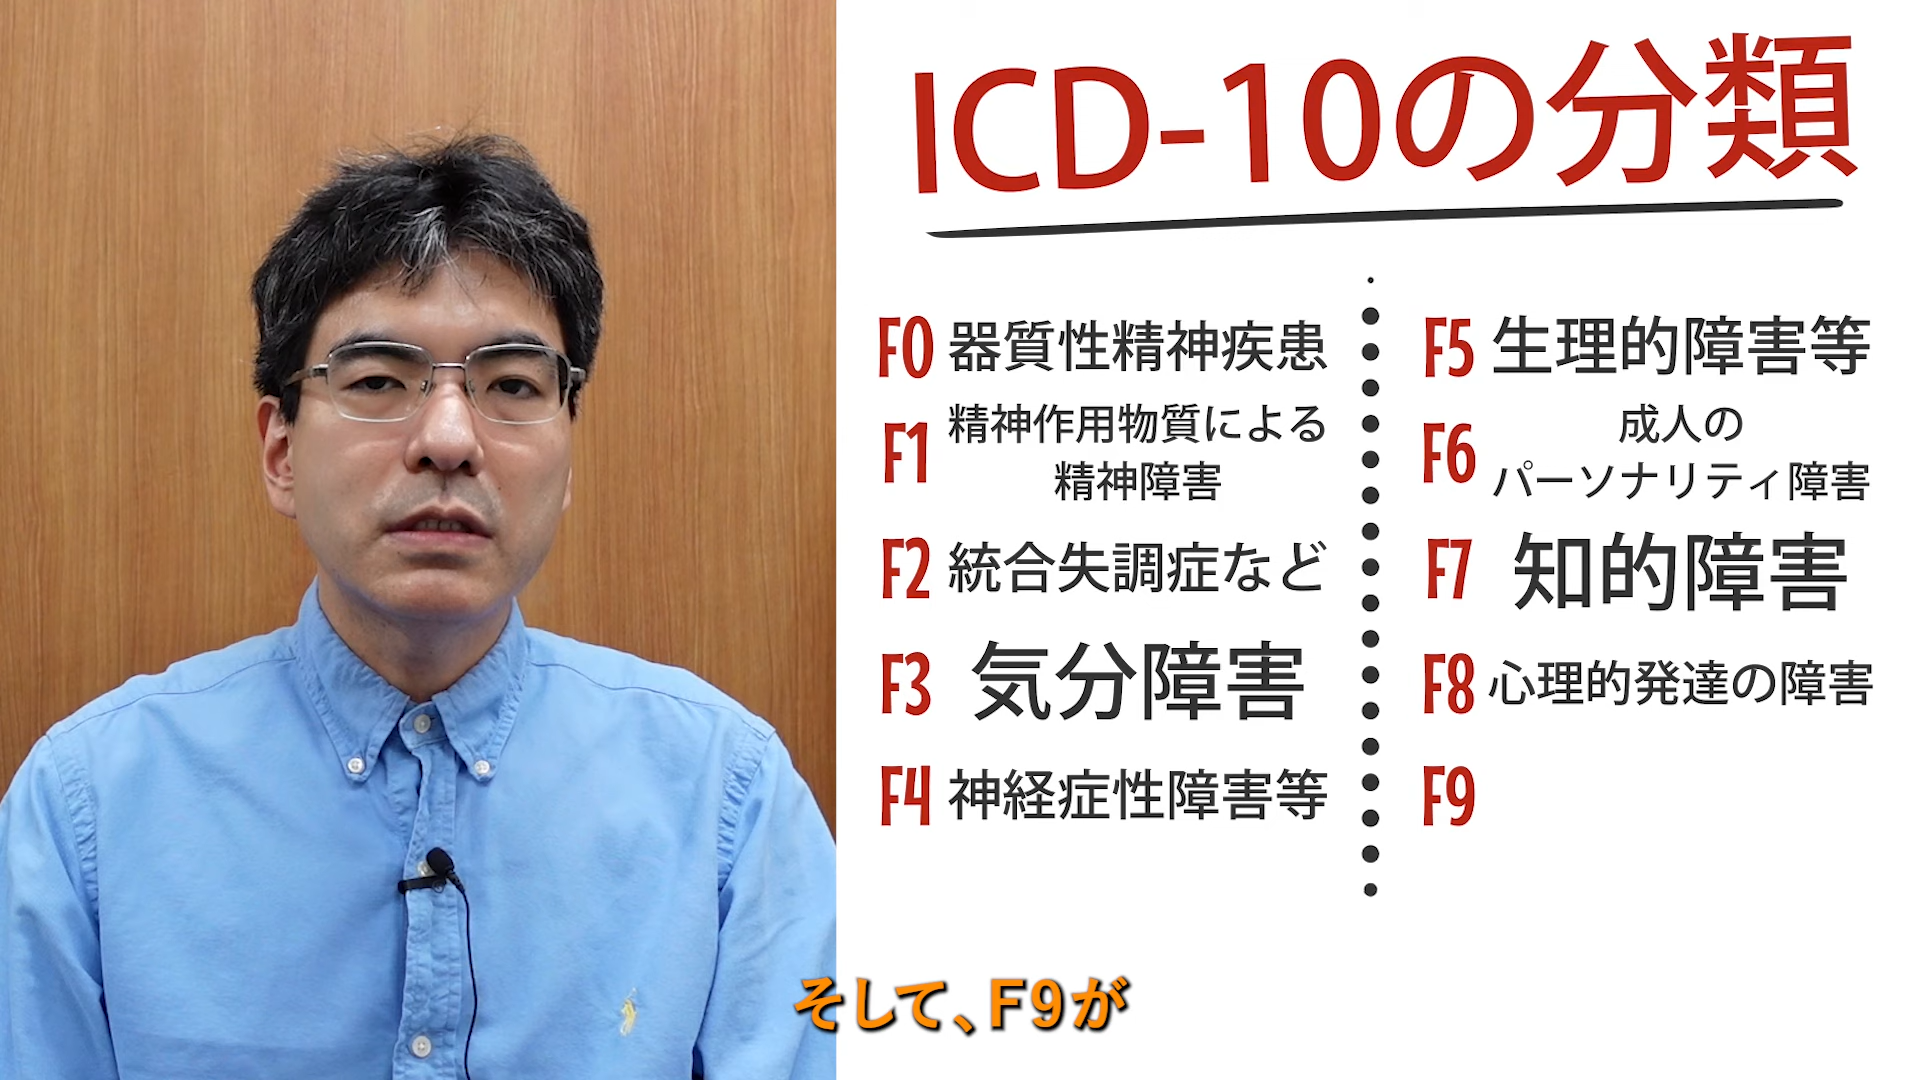 ICD-10の分類
F0 器質性精神疾患
F1 精神作用物質による
精神障害
F2 統合失調症など
F3 気分障害
F4 神経症性障害等
F5 生理的障害等
F6 成人の
パーソナリティ障害
F7 知的障害
F8 心理的発達の障害
F9
そして、F9が